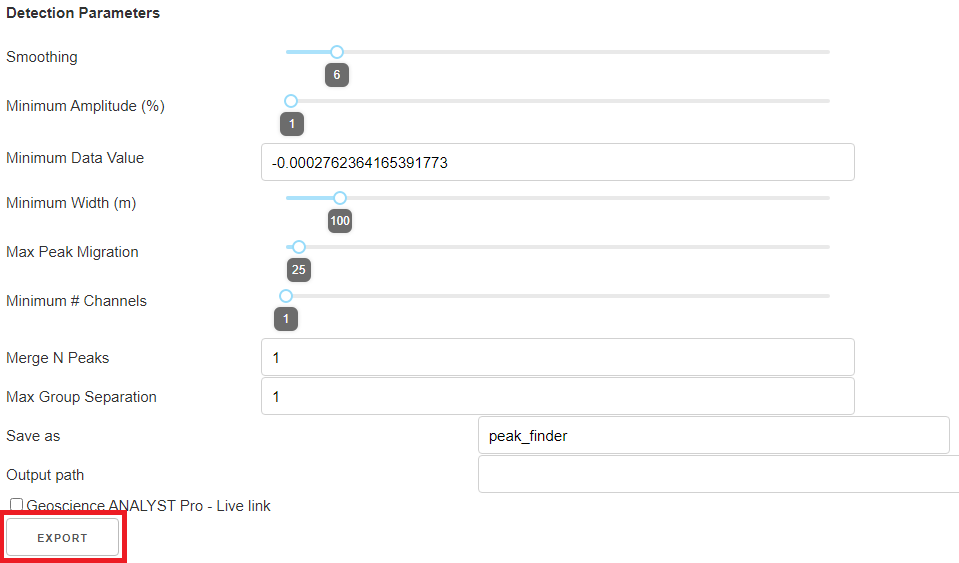 Detection Parameters
Smoothing
6
Minimum Amplitude (%)
1
Minimum Data Value
-0.0002762364165391773
Minimum Width (m)
100
Max Peak Migration
25
Minimum # Channels
1
Merge N Peaks
1
Max Group Separation
1
Save as
peak_finder
Output path
Geoscience ANALYST Pro - Live link
EXPORT